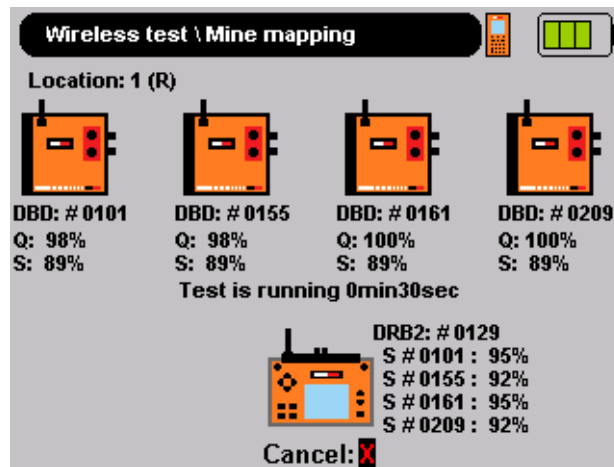 Wireless test \ Mine mapping
Location: 1 (R)
DBD: # 0101 DBD: # 0155 DBD: # 0161 DBD: # 0209
Q: 98% Q: 98% Q: 100% Q: 100%
S: 89% S: 89% S: 89% S: 89%
Test is running 0min30sec
DRB2: # 0129
S # 0101 : 95%
S # 0155 : 92%
S # 0161 : 95%
S # 0209 : 92%
Cancel: X